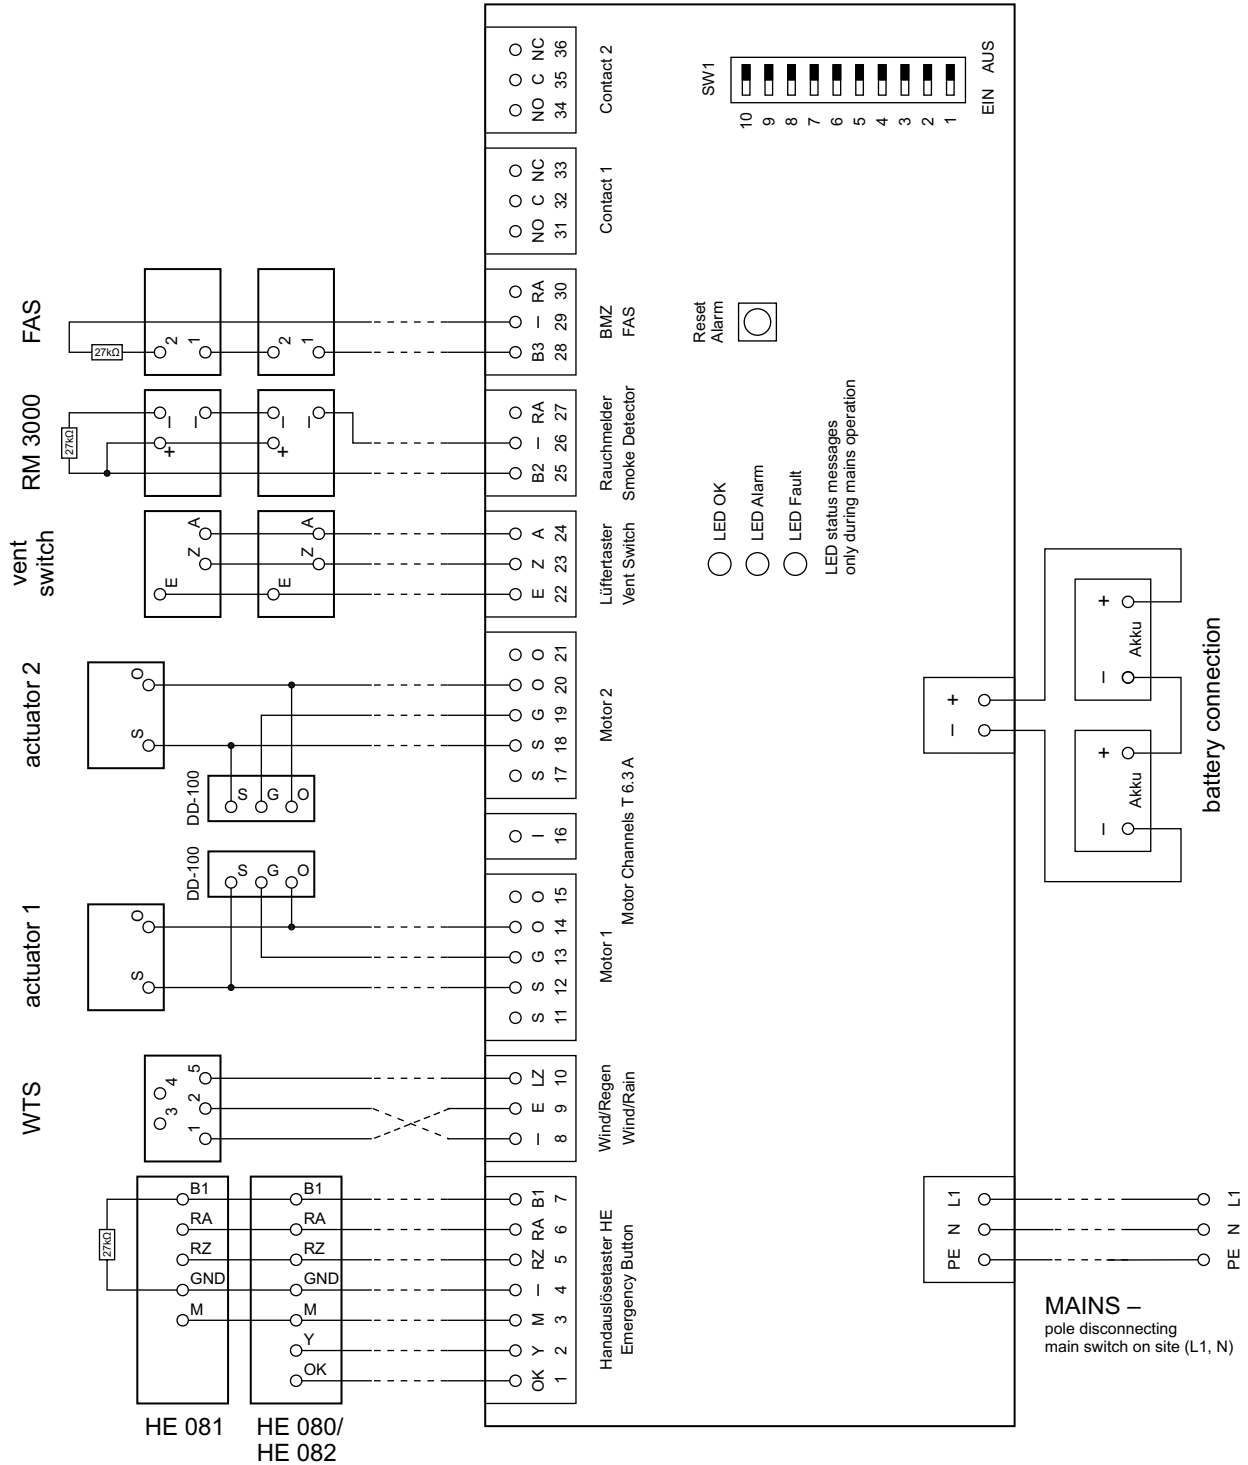 FAS
RM 3000
vent
switch
actuator 2
actuator 1
WTS
HE 081
HE 080/
HE 082
27kΩ
2
1
2
1
27kΩ
–
–
+
–
–
+
E
Z
A
E
Z
A
S
O
DD-100
S
G
O
DD-100
S
G
O
S
O
3
4
1
2
5
27kΩ
B1
RA
RZ
GND
M
B1
RA
RZ
GND
M
Y
OK
NO C NC
34 35 36
Contact 2
NO C NC
31 32 33
Contact 1
B3 – RA
28 29 30
BMZ
FAS
B2 – RA
25 26 27
Rauchmelder
Smoke Detector
E Z A
22 23 24
Lüftertaster
Vent Switch
S S G O O
17 18 19 20 21
Motor 2
–
16
Motor Channels T 6.3 A
S S G O O
11 12 13 14 15
Motor 1
– E LZ
8 9 10
Wind/Regen
Wind/Rain
OK Y M – RZ RA B1
1 2 3 4 5 6 7
Handauslösetaster HE
Emergency Button
SW1
10
9
8
7
6
5
4
3
2
1
EIN AUS
Reset
Alarm
LED OK
LED Alarm
LED Fault
LED status messages
only during mains operation
– +
– Akku +
– Akku +
battery connection
PE N L1
PE N L1
MAINS –
pole disconnecting
main switch on site (L1, N)